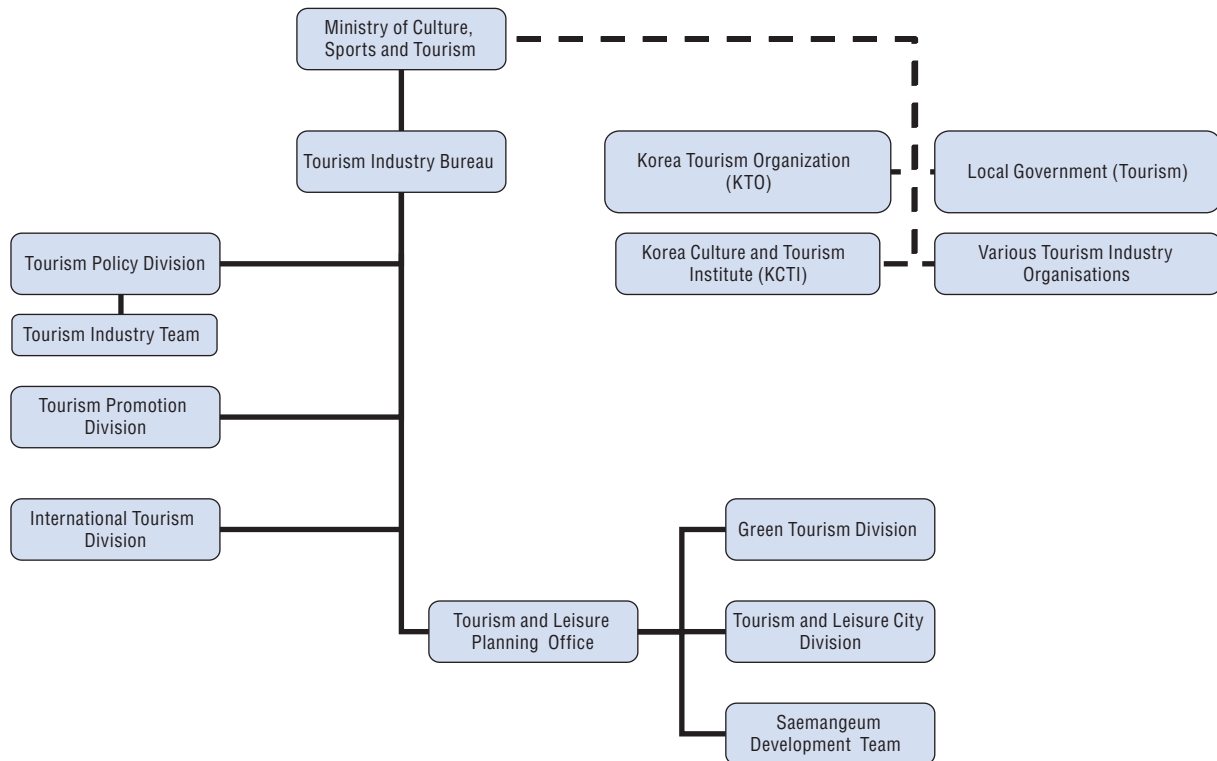 Ministry of Culture,
Sports and Tourism
Tourism Industry Bureau
Korea Tourism Organization
(KTO)
Local Government (Tourism)
Korea Culture and Tourism
Institute (KCTI)
Various Tourism Industry
Organisations
Tourism Policy Division
Tourism Industry Team
Tourism Promotion
Division
International Tourism
Division
Green Tourism Division
Tourism and Leisure
Planning Office
Tourism and Leisure City
Division
Saemangeum
Development Team